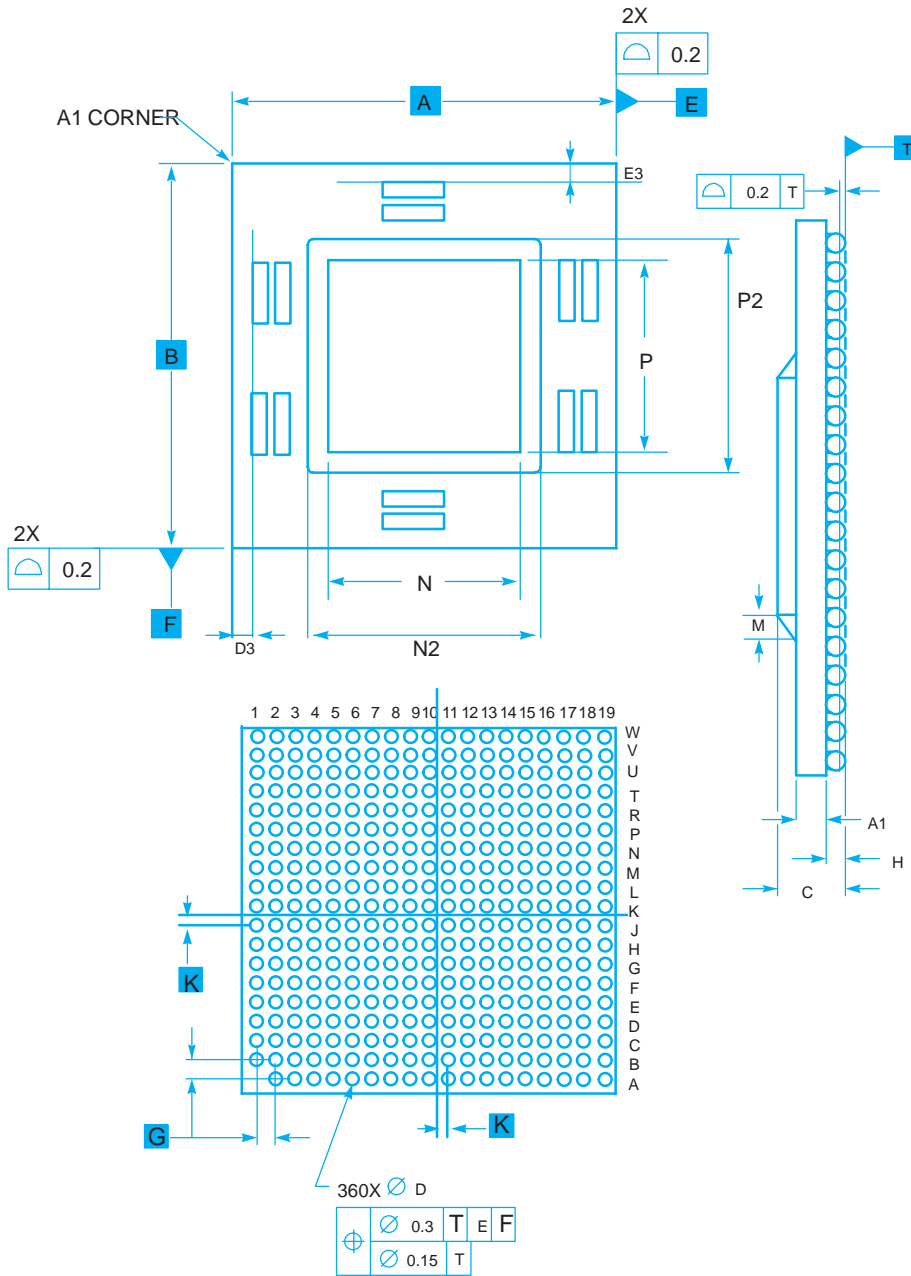 2X
0.2
A
E
A1 CORNER
E3
T
0.2 T
B
P
P2
2X
0.2
F
D3
N
N2
M
A1
H
C
1 2 3 4 5 6 7 8 9 10 11 12 13 14 15 16 17 18 19
W
V
U
T
R
P
N
M
L
K
J
H
G
F
E
D
C
B
A
K
G
K
360X ∅ D
∅ 0.3 T E F
∅ 0.15 T